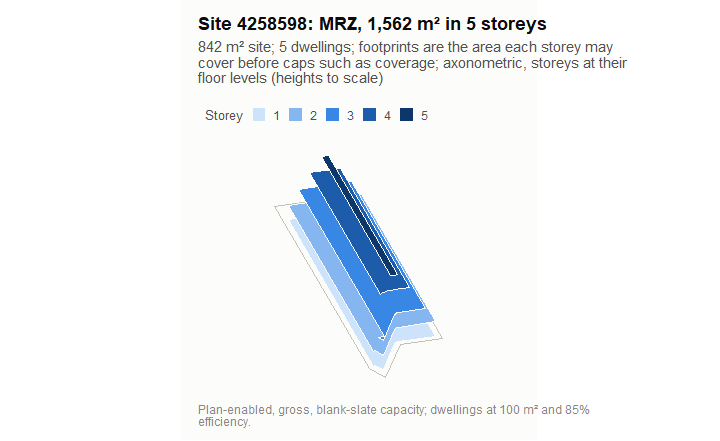 Site 4258598: MRZ, 1,562 m² in 5 storeys
842 m² site; 5 dwellings; footprints are the area each storey may
cover before caps such as coverage; axonometric, storeys at their
floor levels (heights to scale)
Storey 1 2 3 4 5
Plan-enabled, gross, blank-slate capacity; dwellings at 100 m² and 85%
efficiency.